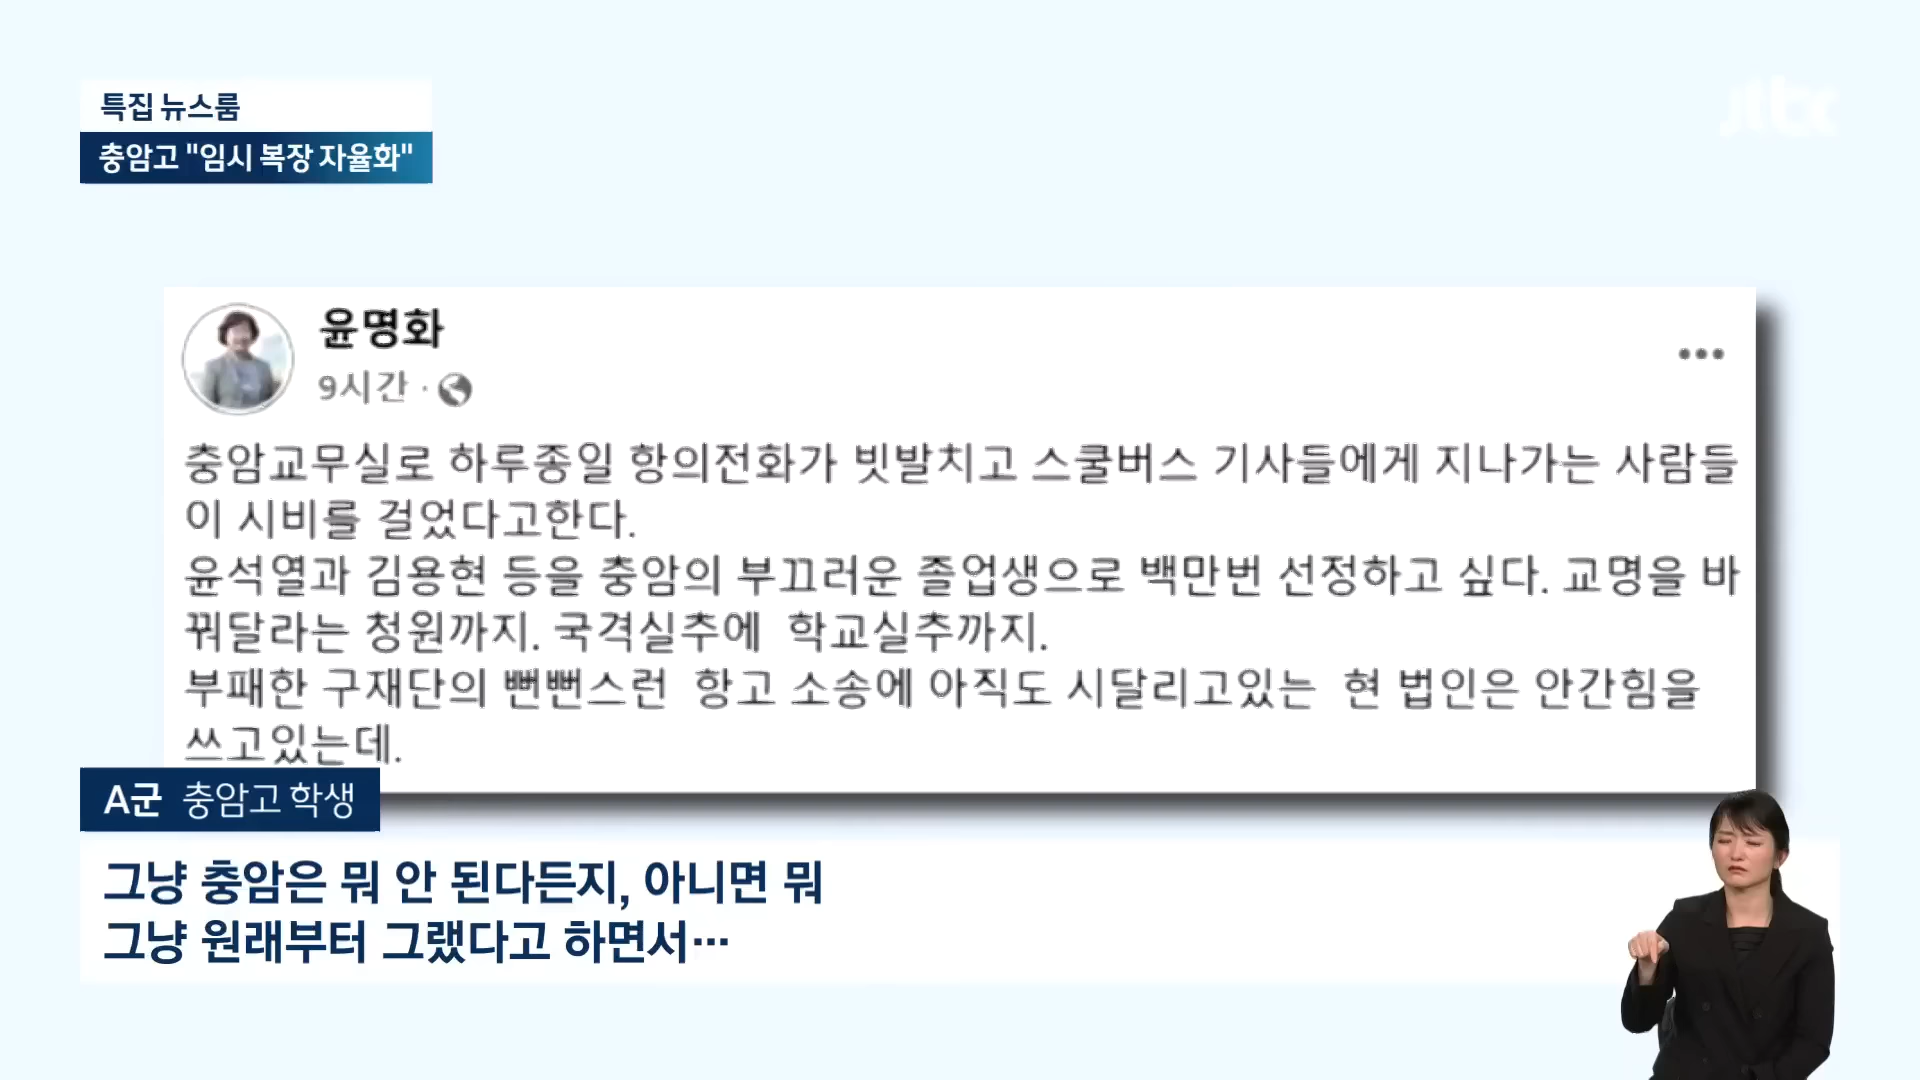 특집 뉴스룸
충암고 "임시 복장 자율화"
jtbc
윤명화
9시간 ·
충암교무실로 하루종일 항의전화가 빗발치고 스쿨버스 기사들에게 지나가는 사람들
이 시비를 걸었다고한다.
윤석열과 김용현 등을 충암의 부끄러운 졸업생으로 백만번 선정하고 싶다. 교명을 바
꿔달라는 청원까지. 국격실추에 학교실추까지.
부패한 구재단의 뻔뻔스런 항고 소송에 아직도 시달리고있는 현 법인은 안간힘을
쓰고있는데.
A군 충암고 학생
그냥 충암은 뭐 안 된다든지, 아니면 뭐
그냥 원래부터 그랬다고 하면서…